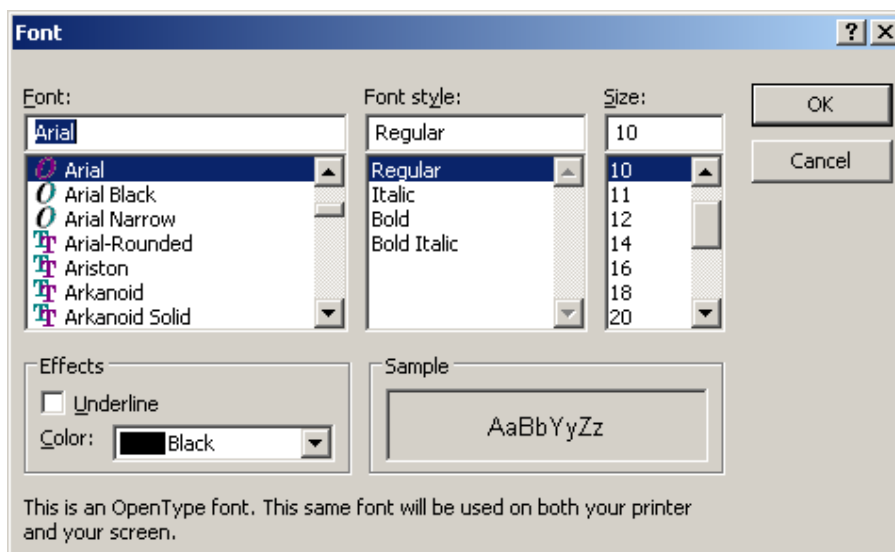 Font
Font:
Font style:
Size:
OK
Arial
Regular
10
Cancel
Arial
Arial Black
Arial Narrow
Arial-Rounded
Ariston
Arkanoid
Arkanoid Solid
Regular
Italic
Bold
Bold Italic
10
11
12
14
16
18
20
Effects
Underline
Color:
Black
Sample
AaBbYyZz
This is an OpenType font. This same font will be used on both your printer
and your screen.